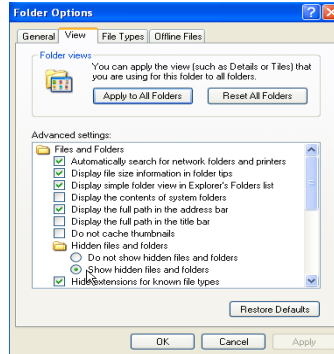 Folder Options
General View File Types Offline Files
Folder views
You can apply the view (such as Details or Tiles) that
you are using for this folder to all folders.
Apply to All Folders Reset All Folders
Advanced settings:
Files and Folders
Automatically search for network folders and printers
Display file size information in folder tips
Display simple folder view in Explorer's Folders list
Display the contents of system folders
Display the full path in the address bar
Display the full path in the title bar
Do not cache thumbnails
Hidden files and folders
Do not show hidden files and folders
Show hidden files and folders
Hide extensions for known file types
Restore Defaults
OK Cancel Apply